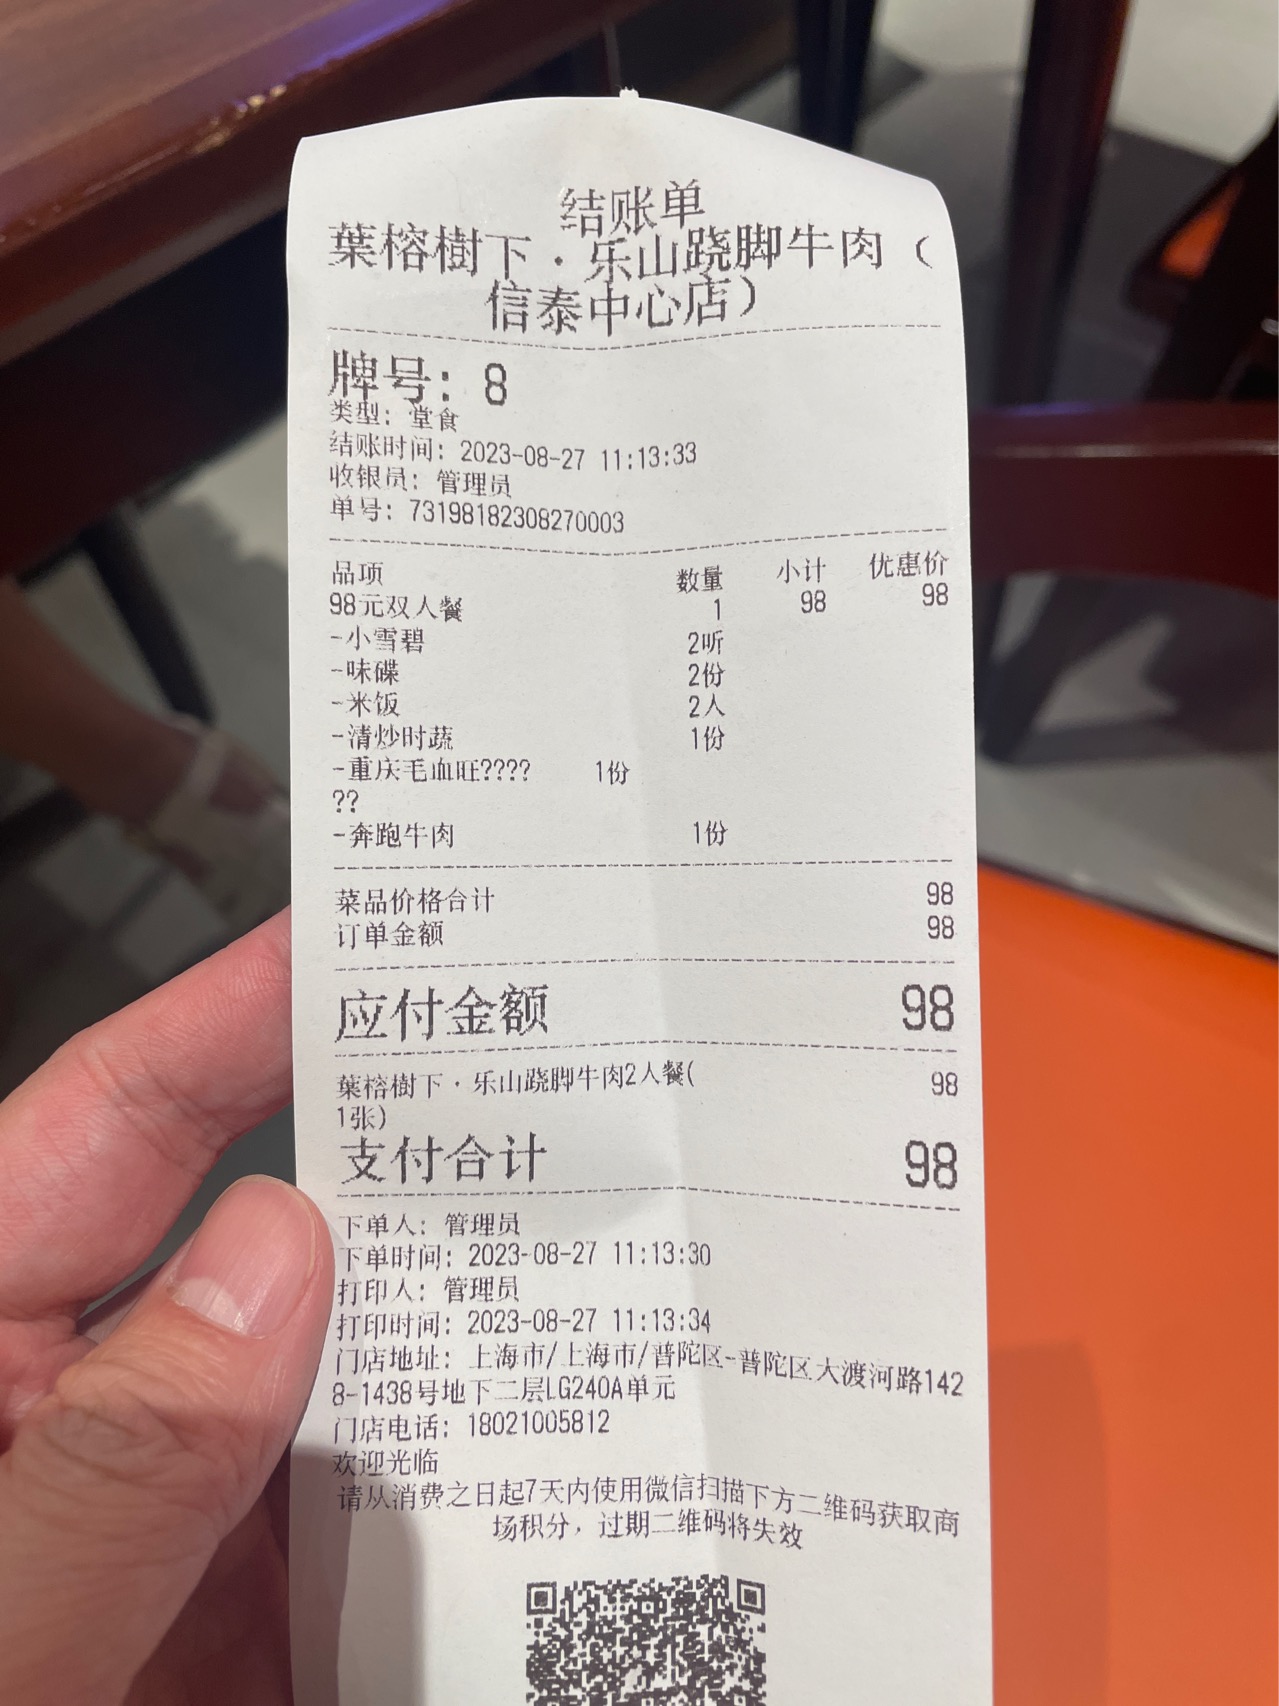 结账单
葉榕樹下·乐山跷脚牛肉（
信泰中心店）
牌号: 8
类型: 堂食
结账时间: 2023-08-27 11:13:33
收银员: 管理员
单号: 731981823082700003
品项 数量 小计 优惠价
98元双人餐 1 98 98
-小雪碧 2听
-味碟 2份
-米饭 2人
-清炒时蔬 1份
-重庆毛血旺???? 1份
??
-奔跑牛肉 1份
菜品价格合计 98
订单金额 98
应付金额 98
葉榕樹下·乐山跷脚牛肉2人餐( 98
1张)
支付合计 98
下单人: 管理员
下单时间: 2023-08-27 11:13:30
打印人: 管理员
打印时间: 2023-08-27 11:13:34
门店地址: 上海市/上海市/普陀区-普陀区大渡河路142
8-1438号地下二层LG240A单元
门店电话: 18021005812
欢迎光临
请从消费之日起7天内使用微信扫描下方二维码获取商
场积分，过期二维码将失效